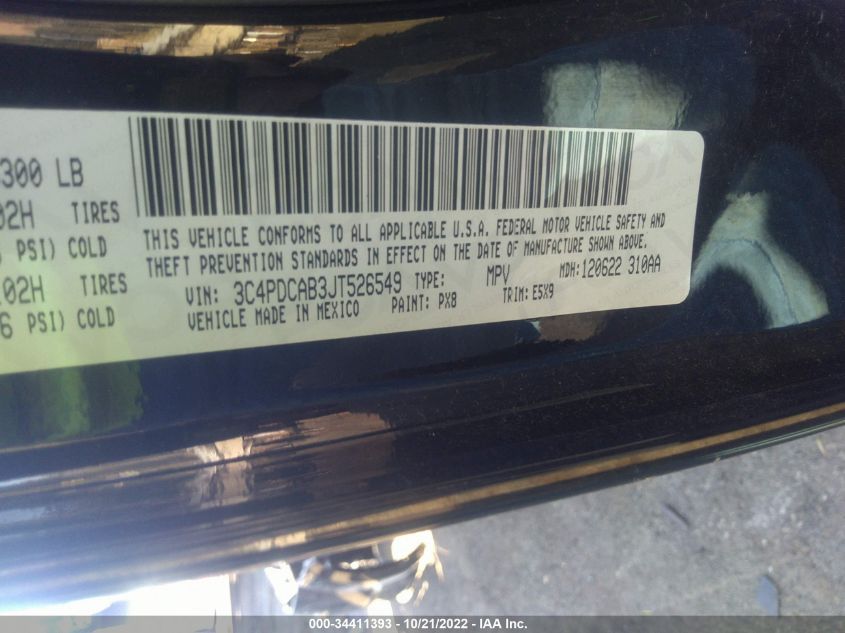 300 LB
02H TIRES
PSI) COLD
02H TIRES
6 PSI) COLD
THIS VEHICLE CONFORMS TO ALL APPLICABLE U.S.A. FEDERAL MOTOR VEHICLE SAFETY AND
THEFT PREVENTION STANDARDS IN EFFECT ON THE DATE OF MANUFACTURE SHOWN ABOVE.
VIN: 3C4PDCAB3JT526549 TYPE: MPV MDH: 120622 310AA
VEHICLE MADE IN MEXICO PAINT: PX8 TRIM: E5X9
000-34411393 - 10/21/2022 - IAA Inc.